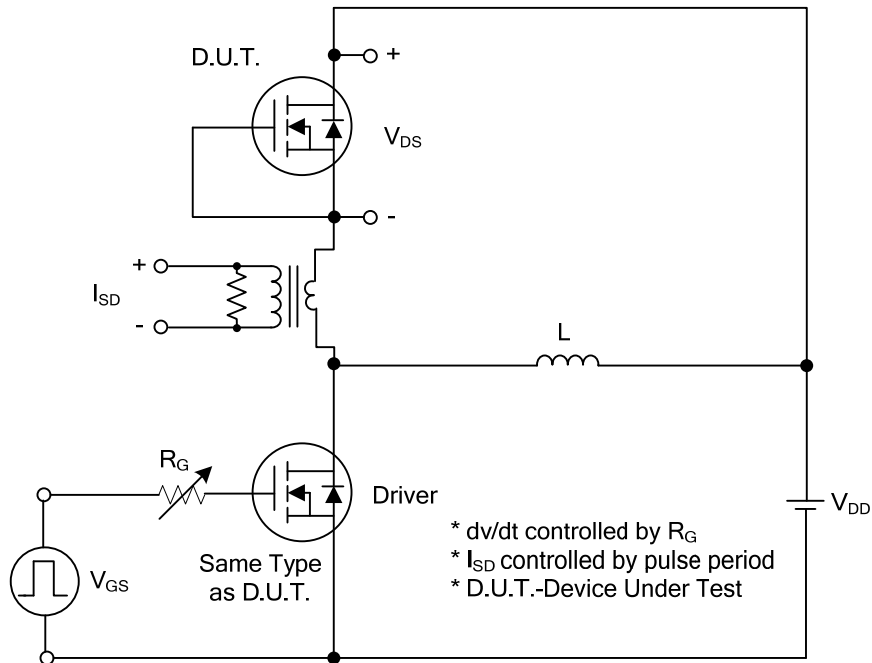 D.U.T.
+
VDS
-
+
ISD
-
L
RG
Driver
VDD
VGS
Same Type
as D.U.T.
* dv/dt controlled by RG
* ISD controlled by pulse period
* D.U.T.-Device Under Test